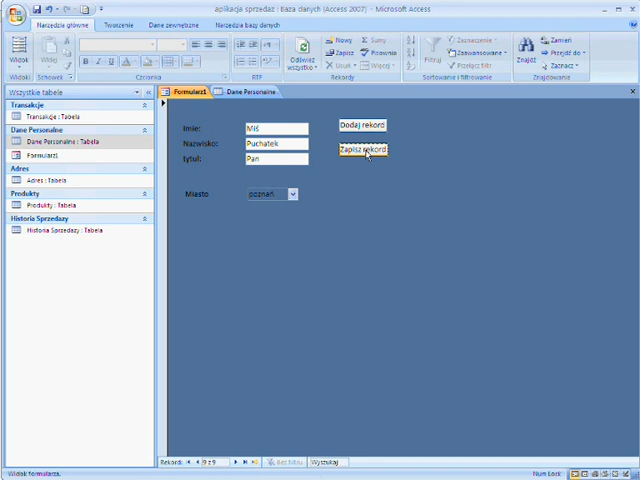 aplikacja sprzedaz : Baza danych (Access 2007) - Microsoft Access
Narzędzia główne Tworzenie Dane zewnętrzne Narzędzia bazy danych
Widok Wklej Odśwież wszystko Nowy Zapisz Usuń Sumy Pisownia Więcej Filtruj Zaznaczenie Zaawansowane Przełącz filtr Znajdź Zamień Przejdź do Zaznacz
Widoki Schowek Czcionka RTF Rekordy Sortowanie i filtrowanie Znajdowanie
Wszystkie tabele
Formularz1 Dane Personalne
Transakcje
Transakcje : Tabela
Dane Personalne
Dane Personalne : Tabela
Formularz1
Adres
Adres : Tabela
Produkty
Produkty : Tabela
Historia Sprzedazy
Historia Sprzedazy : Tabela
Imie: Miś
Dodaj rekord
Nazwisko: Puchatek
Zapisz rekord
tytuł: Pan
Miasto poznań
Rekord: 9 z 9 Bez filtru Wyszukaj
Widok formularza. Num Lock